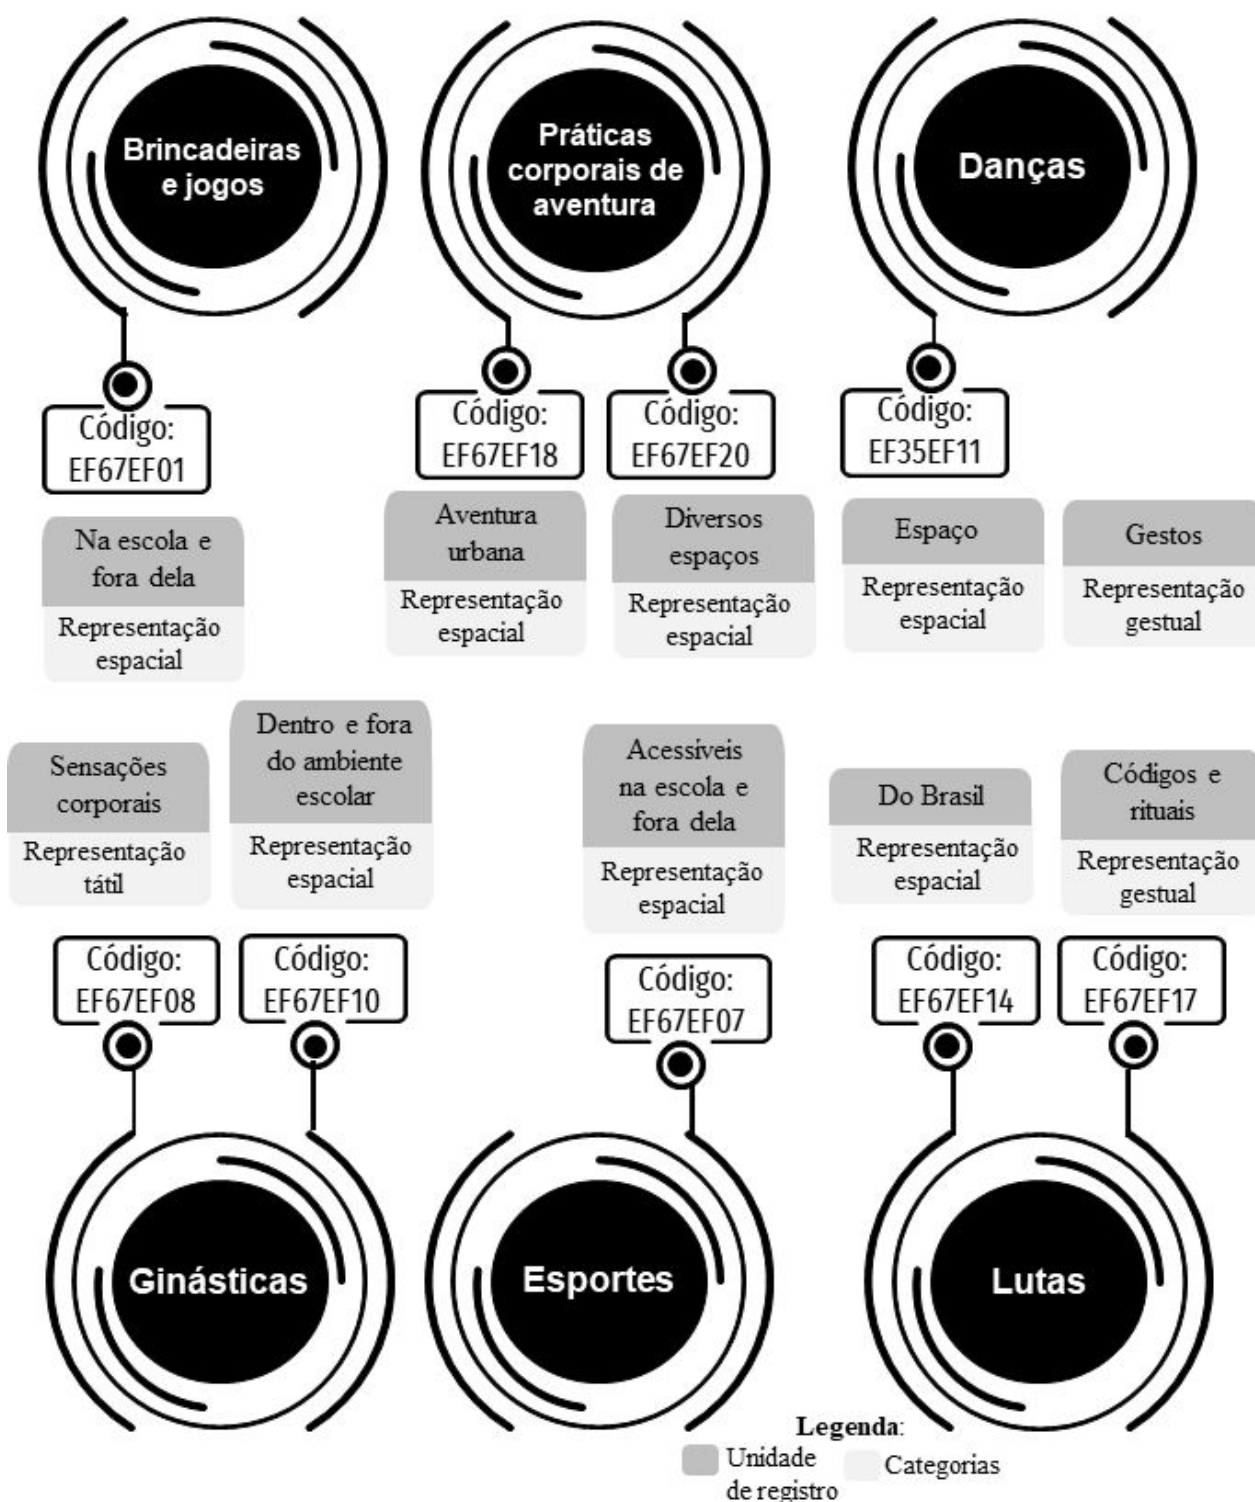 Brincadeiras
e jogos
Práticas
corporais de
aventura
Danças
Código:
EF67EF01
Código:
EF67EF18
Código:
EF67EF20
Código:
EF35EF11
Na escola e
fora dela
Representação
espacial
Aventura
urbana
Representação
espacial
Diversos
espaços
Representação
espacial
Espaço
Representação
espacial
Gestos
Representação
gestual
Sensações
corporais
Representação
tátil
Dentro e fora
do ambiente
escolar
Representação
espacial
Acessíveis
na escola e
fora dela
Representação
espacial
Do Brasil
Representação
espacial
Códigos e
rituais
Representação
gestual
Código:
EF67EF08
Código:
EF67EF10
Código:
EF67EF07
Código:
EF67EF14
Código:
EF67EF17
Ginásticas
Esportes
Lutas
Legenda:
Unidade
de registro
Categorias